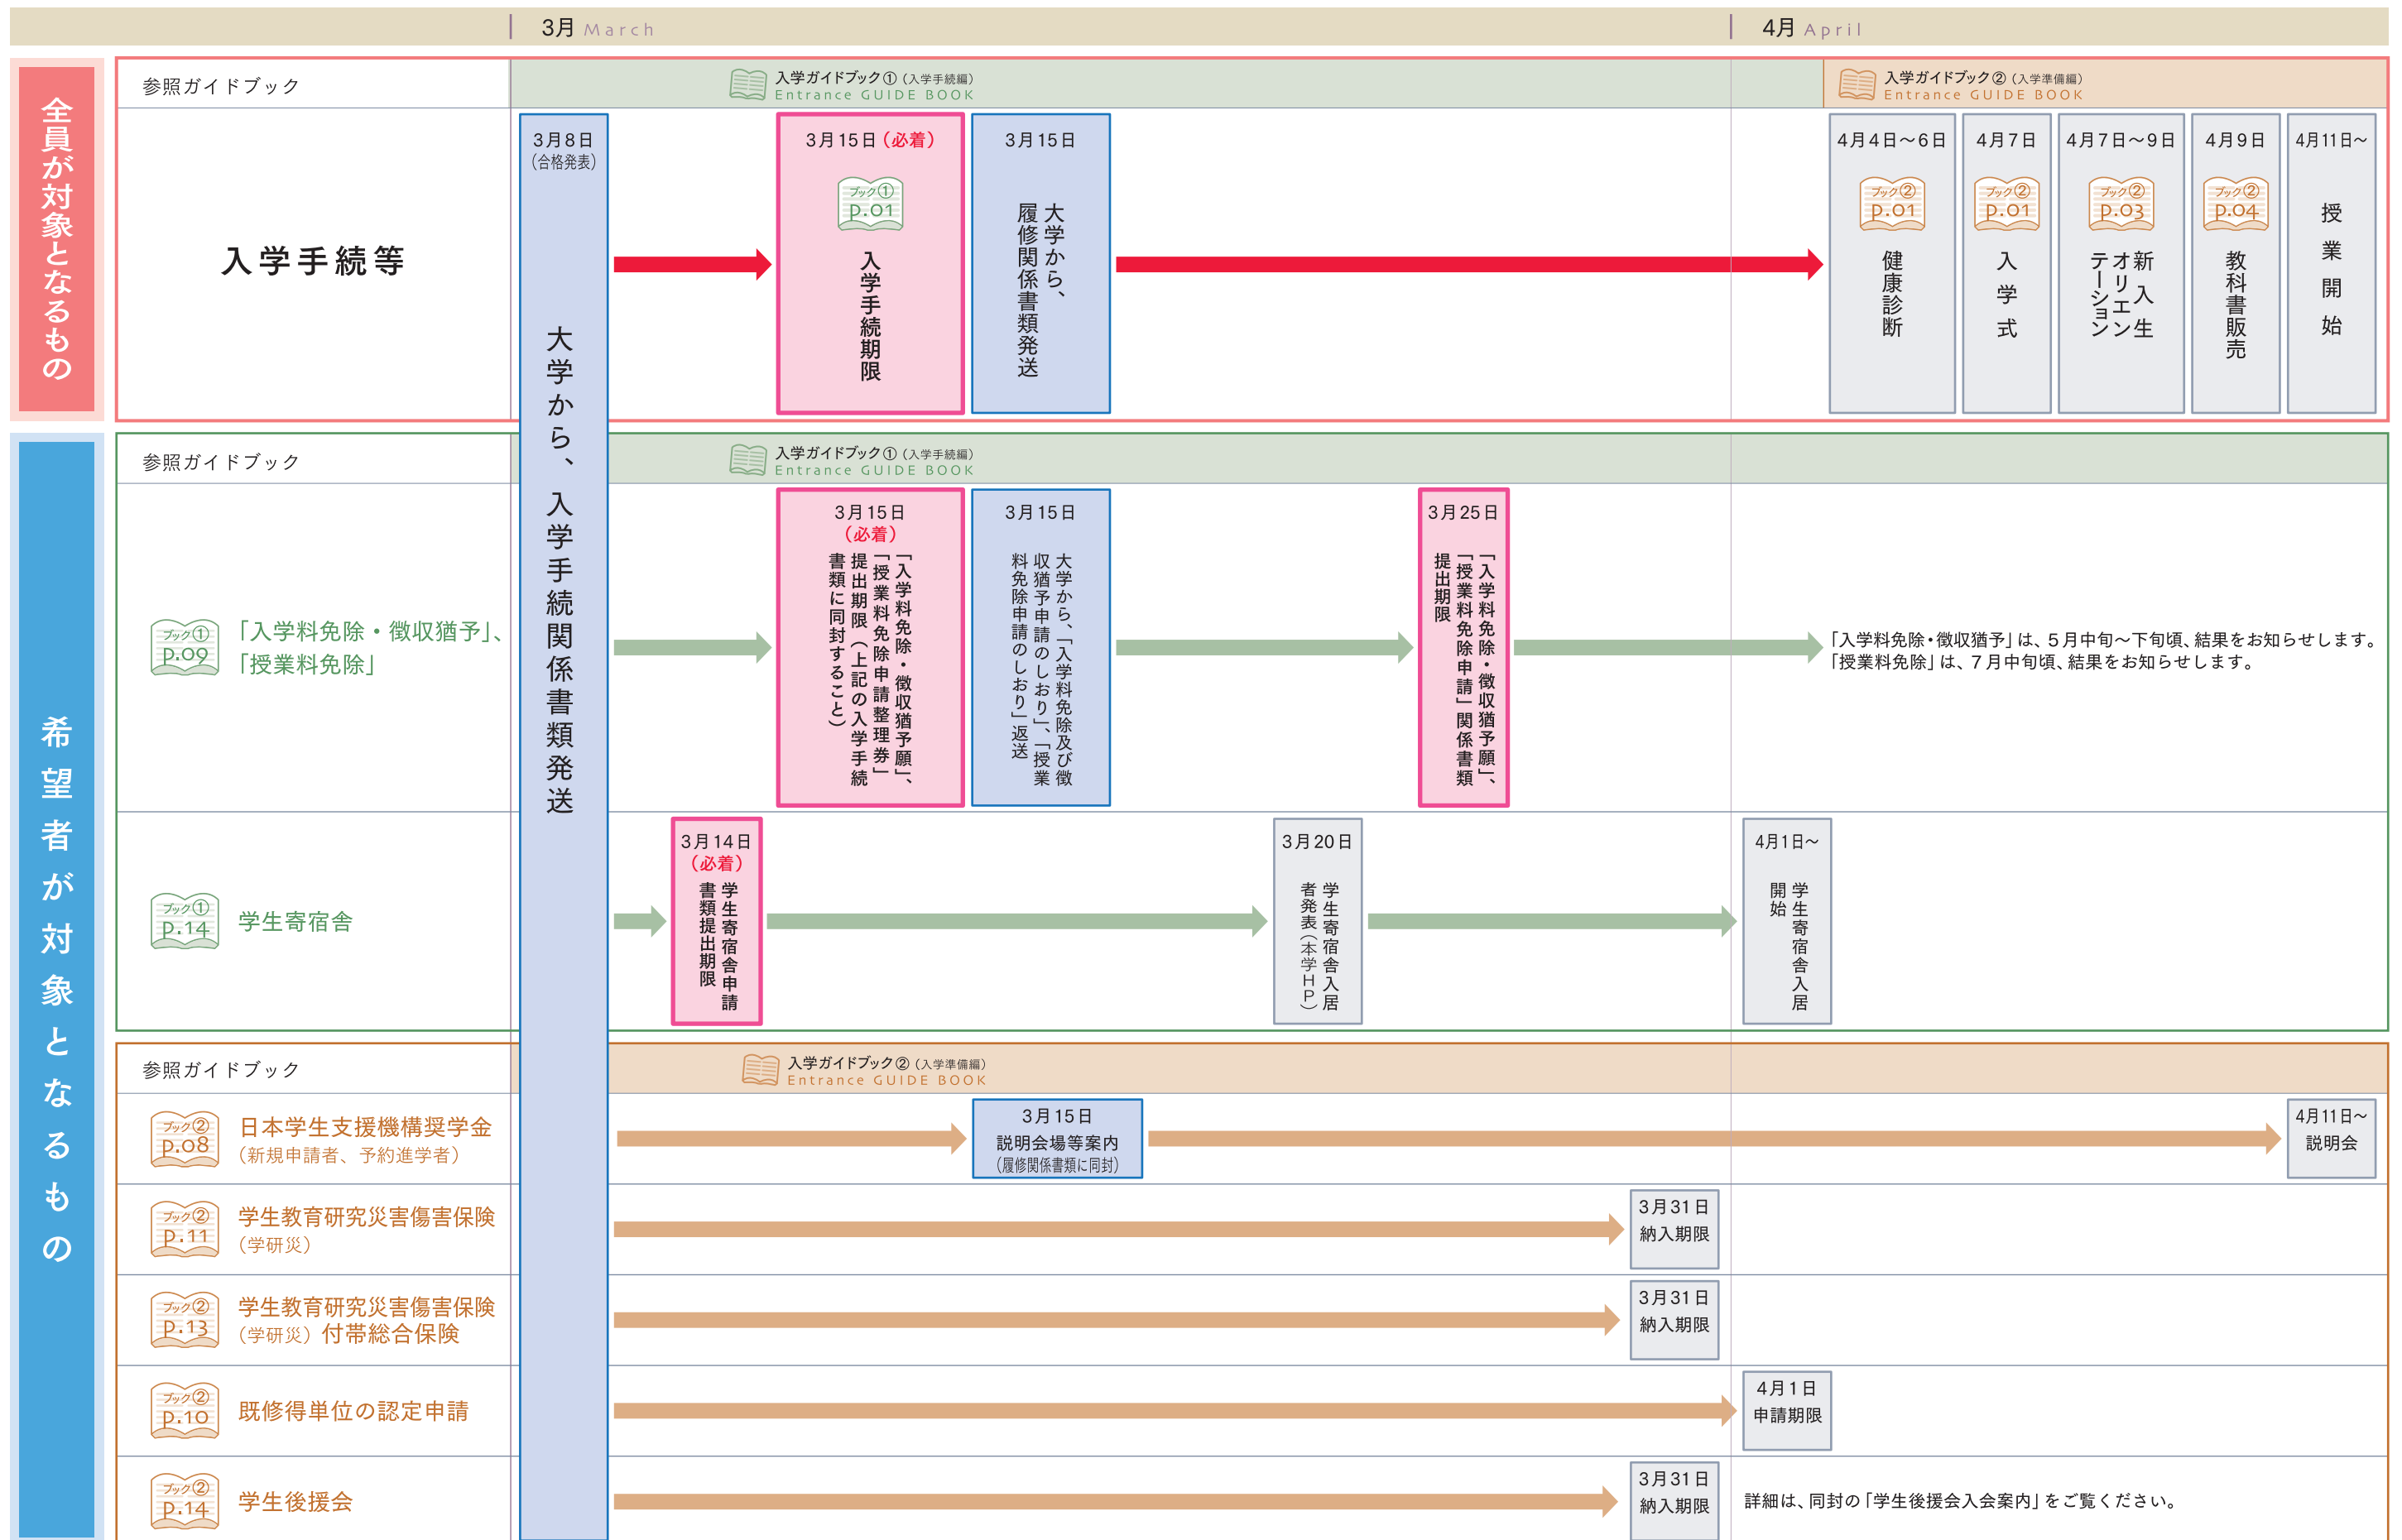 3月 March
4月 April
全員が対象となるもの
参照ガイドブック
入学ガイドブック①（入学手続編）
Entrance GUIDE BOOK
入学ガイドブック②（入学準備編）
Entrance GUIDE BOOK
入学手続等
3月8日
（合格発表）
大学から、入学手続関係書類発送
3月15日（必着）
ブック①
p.01
入学手続期限
3月15日
大学から、
履修関係書類発送
4月4日～6日
ブック②
p.01
健康診断
4月7日
ブック②
p.01
入学式
4月7日～9日
ブック②
p.03
新入生
オリエン
テーション
4月9日
ブック②
p.04
教科書販売
4月11日～
授業開始
希望者が対象となるもの
参照ガイドブック
入学ガイドブック①（入学手続編）
Entrance GUIDE BOOK
ブック①
p.09
「入学料免除・徴収猶予」、
「授業料免除」
3月15日
（必着）
「入学料免除・徴収猶予願」、
「授業料免除申請整理券」
提出期限（上記の入学手続
書類に同封すること）
3月15日
大学から、「入学料免除及び徴
収猶予申請のしおり」、「授業
料免除申請のしおり」返送
3月25日
「入学料免除・徴収猶予願」、
「授業料免除申請」関係書類
提出期限
「入学料免除・徴収猶予」は、5月中旬～下旬頃、結果をお知らせします。
「授業料免除」は、7月中旬頃、結果をお知らせします。
ブック①
p.14
学生寄宿舎
3月14日
（必着）
学生寄宿舎申請
書類提出期限
3月20日
学生寄宿舎入居
者発表（本学HP）
4月1日～
学生寄宿舎入居
開始
参照ガイドブック
入学ガイドブック②（入学準備編）
Entrance GUIDE BOOK
ブック②
p.08
日本学生支援機構奨学金
（新規申請者、予約進学者）
3月15日
説明会場等案内
（履修関係書類に同封）
4月11日～
説明会
ブック②
p.11
学生教育研究災害傷害保険
（学研災）
3月31日
納入期限
ブック②
p.13
学生教育研究災害傷害保険
（学研災）付帯総合保険
3月31日
納入期限
ブック②
p.10
既修得単位の認定申請
4月1日
申請期限
ブック②
p.14
学生後援会
3月31日
納入期限
詳細は、同封の「学生後援会入会案内」をご覧ください。